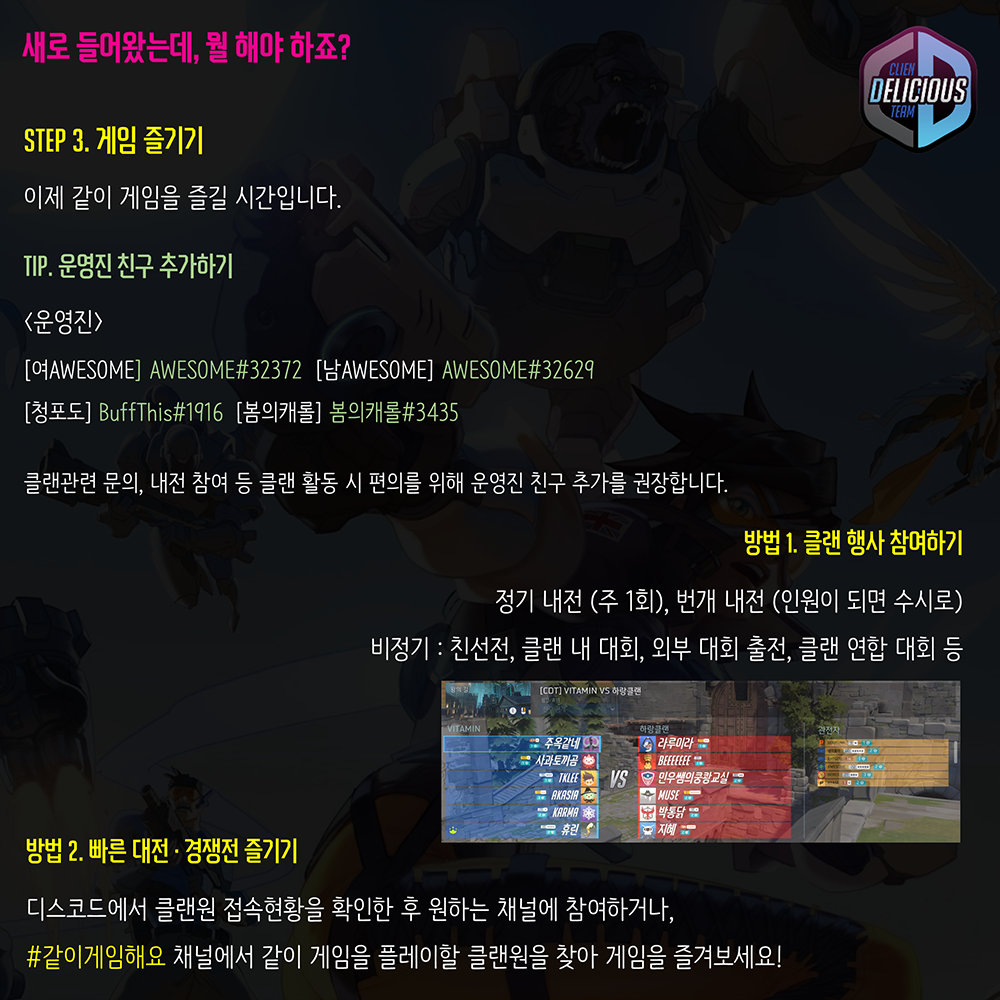 새로 들어왔는데, 뭘 해야 하죠?
CLIEN
DELICIOUS
TEAM
STEP 3. 게임 즐기기
이제 같이 게임을 즐길 시간입니다.
TIP. 운영진 친구 추가하기
<운영진>
[여AWESOME] AWESOME#32372 [남AWESOME] AWESOME#32629
[청포도] BuffThis#1916 [봄의캐롤] 봄의캐롤#3435
클랜관련 문의, 내전 참여 등 클랜 활동 시 편의를 위해 운영진 친구 추가를 권장합니다.
방법 1. 클랜 행사 참여하기
정기 내전 (주 1회), 번개 내전 (인원이 되면 수시로)
비정기 : 친선전, 클랜 내 대회, 외부 대회 출전, 클랜 연합 대회 등
[CDT] VITAMIN VS 하랑클랜
VITAMIN
하랑클랜
관전자
주옥같네
라루이라
사과토끼곰
BEEEEEEE
TKLEE
민우쌤의쿵쾅교실
VS
AKASIA
MUSE
KARMA
박통닭
휴린
지혜
방법 2. 빠른 대전 · 경쟁전 즐기기
디스코드에서 클랜원 접속현황을 확인한 후 원하는 채널에 참여하거나,
#같이게임해요 채널에서 같이 게임을 플레이할 클랜원을 찾아 게임을 즐겨보세요!